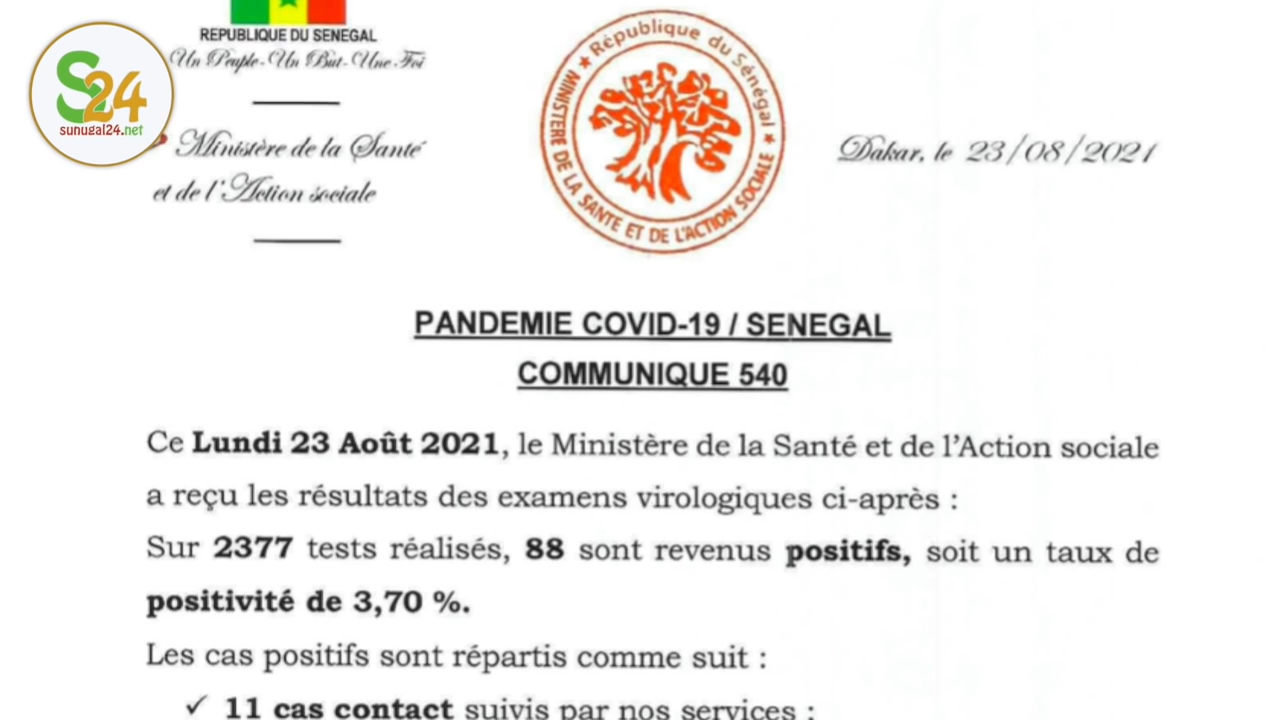 REPUBLIQUE DU SENEGAL
Un Peuple-Un But-Une Foi
S24
sunugal24.net
Ministère de la Santé
et de l'Action sociale
★ République du Sénégal ★
MINISTERE DE LA SANTE ET DE L'ACTION SOCIALE
Dakar, le 23/08/2021
PANDEMIE COVID-19 / SENEGAL
COMMUNIQUE 540
Ce Lundi 23 Août 2021, le Ministère de la Santé et de l'Action sociale
a reçu les résultats des examens virologiques ci-après :
Sur 2377 tests réalisés, 88 sont revenus positifs, soit un taux de
positivité de 3,70 %.
Les cas positifs sont répartis comme suit :
✓ 11 cas contact suivis par nos services ;